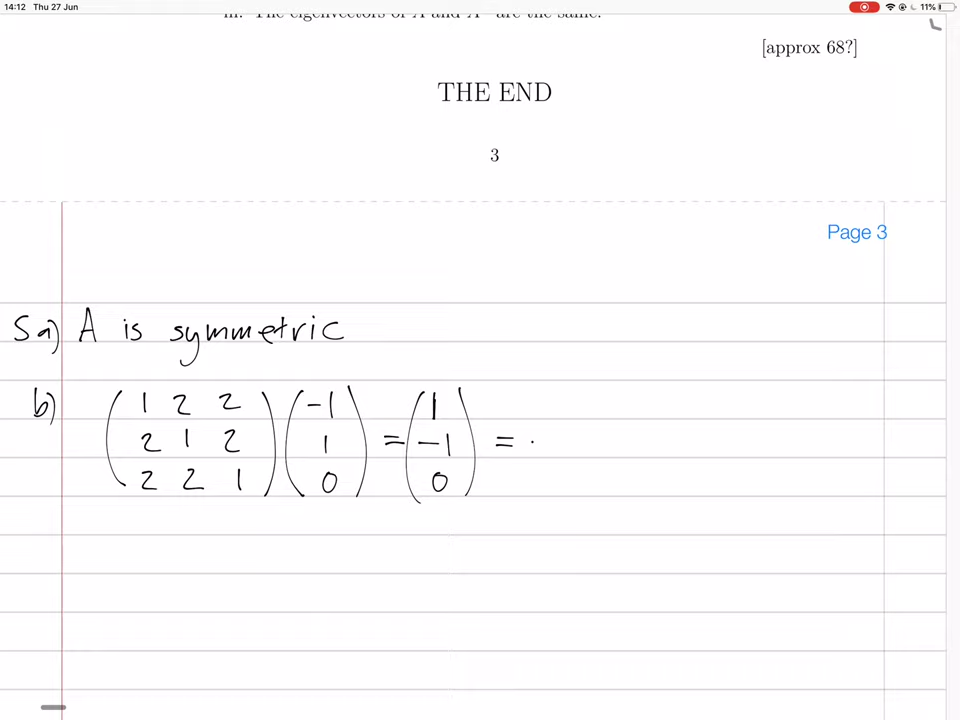 14:12 Thu 27 Jun
11%
[approx 68?]
THE END
3
Page 3
5a) A is symmetric
b) (1 2 2) (-1) (1)
(2 1 2) (1) = (-1) = .
(2 2 1) (0) (0)